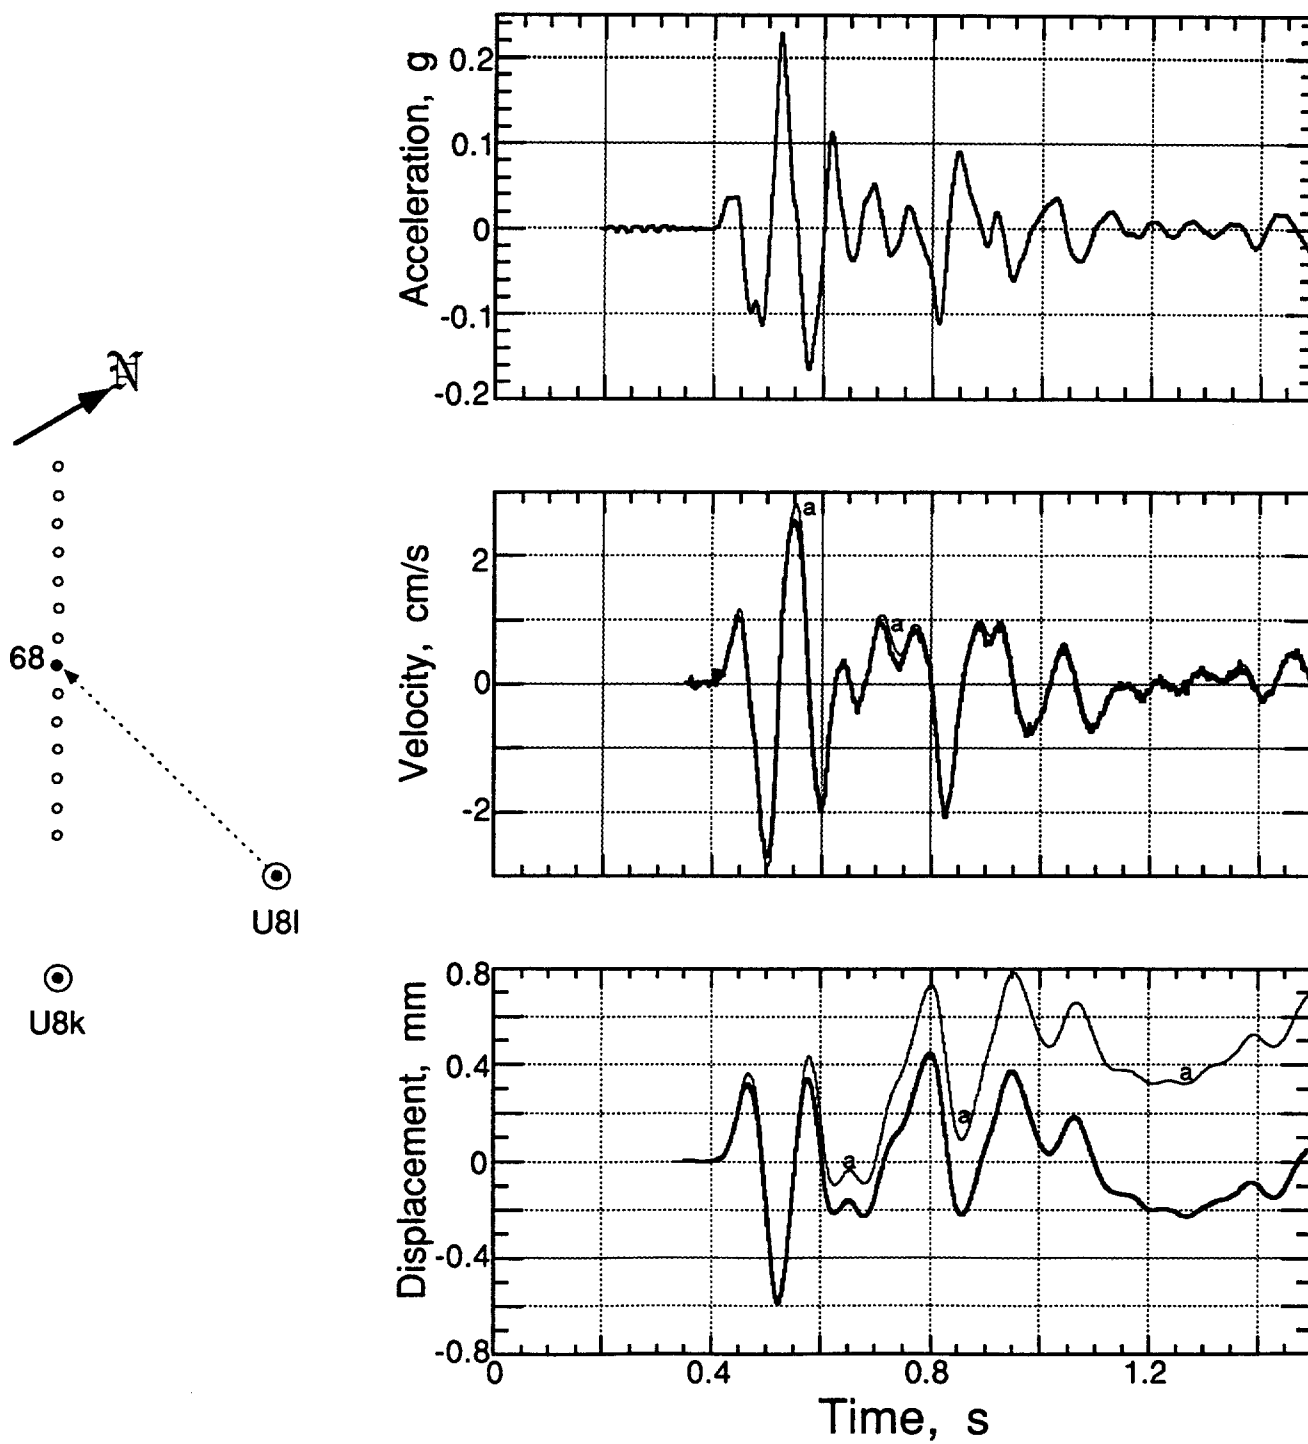 N
68
U8l
U8k
Acceleration, g
0.2
0.1
0
-0.1
-0.2
Velocity, cm/s
2
0
-2
a
a
Displacement, mm
0.8
0.4
0
-0.4
-0.8
a
a
a
0
0.4
0.8
1.2
Time, s